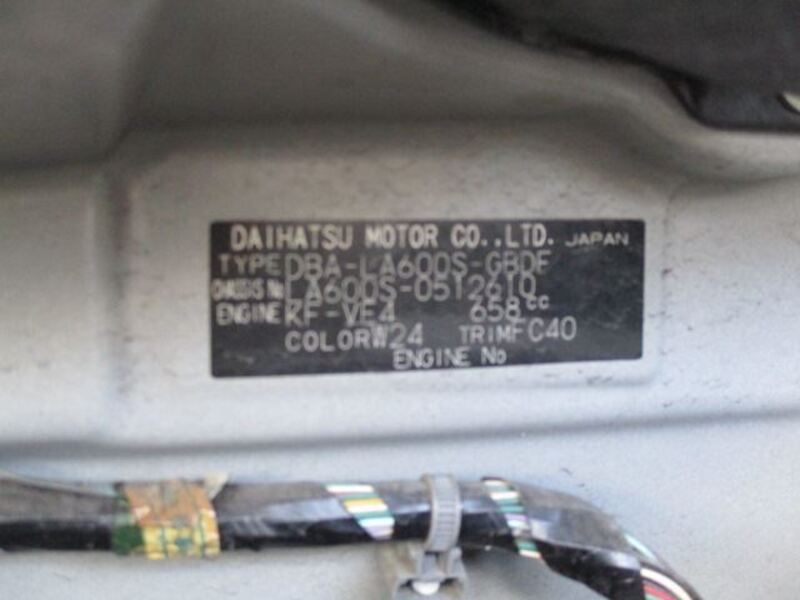 DAIHATSU MOTOR CO.,LTD. JAPAN
TYPE DBA-LA600S-GBDF
CHASSIS No LA600S-0512610
ENGINE KF-VE4 658cc
COLOR W24 TRIM FC40
ENGINE No